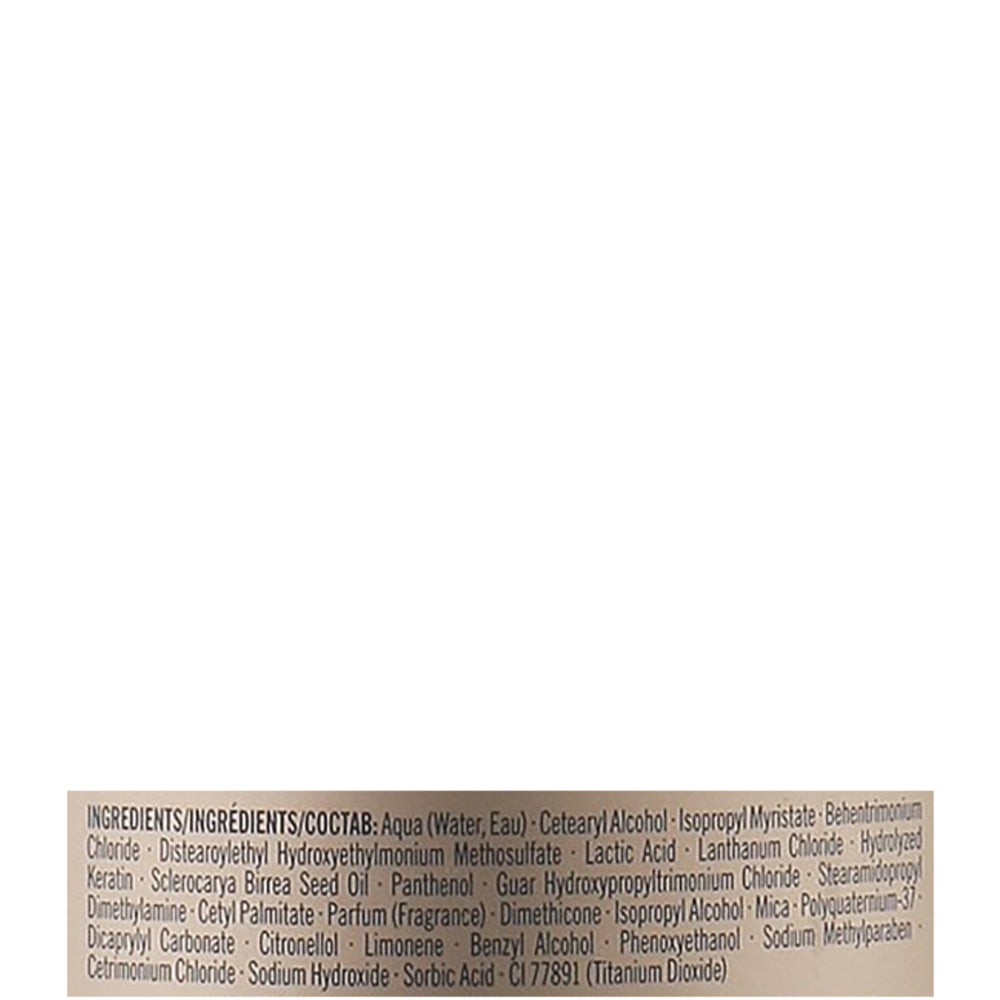 INGREDIENTS/INGRÉDIENTS/СОСТАВ: Aqua (Water, Eau) · Cetearyl Alcohol · Isopropyl Myristate · Behentrimonium
Chloride · Distearoylethyl Hydroxyethylmonium Methosulfate · Lactic Acid · Lanthanum Chloride · Hydrolyzed
Keratin · Sclerocarya Birrea Seed Oil · Panthenol · Guar Hydroxypropyltrimonium Chloride · Stearamidopropyl
Dimethylamine · Cetyl Palmitate · Parfum (Fragrance) · Dimethicone · Isopropyl Alcohol · Mica · Polyquaternium-37 ·
Dicaprylyl Carbonate · Citronellol · Limonene · Benzyl Alcohol · Phenoxyethanol · Sodium Methylparaben ·
Cetrimonium Chloride · Sodium Hydroxide · Sorbic Acid · CI 77891 (Titanium Dioxide)